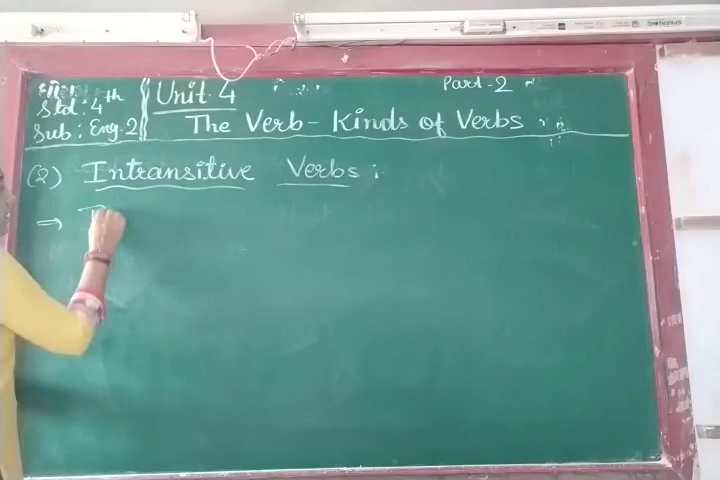 Std: 4th
Sub: Eng-2
Unit. 4
Part-2
The Verb - Kinds of Verbs
(2) Intransitive Verbs :
⇒